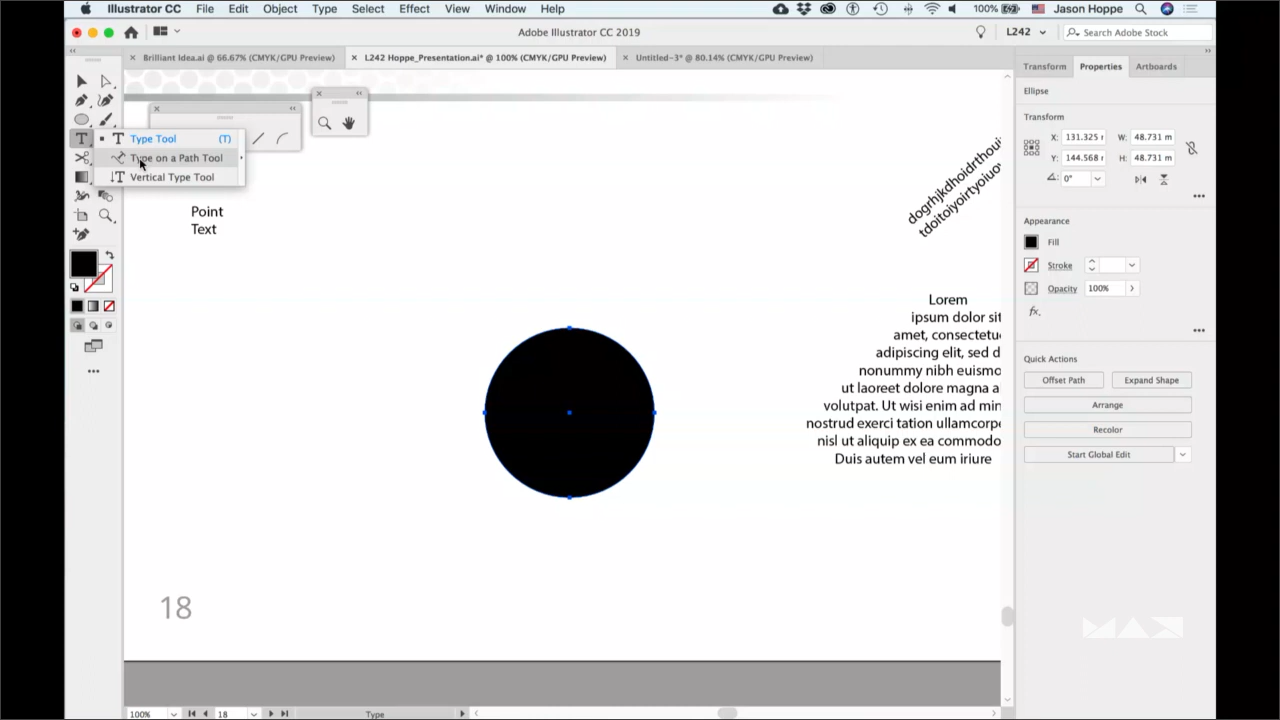 Illustrator CC File Edit Object Type Select Effect View Window Help 100% Jason Hoppe
Adobe Illustrator CC 2019 L242 Search Adobe Stock
Brilliant Idea.ai @ 66.67% (CMYK/GPU Preview) L242 Hoppe_Presentation.ai* @ 100% (CMYK/GPU Preview) Untitled-3* @ 80.14% (CMYK/GPU Preview)
Transform Properties Artboards
Ellipse
Transform
X: 131.325 W: 48.731 m
Y: 144.568 H: 48.731 m
0°
Type Tool (T)
Type on a Path Tool
Vertical Type Tool
Point
Text
dogrhjkdhoidrthoui
tdoitoiyoirtyoiuo
Appearance
Fill
Stroke
Opacity 100%
fx.
Lorem
ipsum dolor sit
amet, consectetu
adipiscing elit, sed d
nonummy nibh euismo
ut laoreet dolore magna a
volutpat. Ut wisi enim ad min
nostrud exerci tation ullamcorpe
nisl ut aliquip ex ea commodo
Duis autem vel eum iriure
Quick Actions
Offset Path Expand Shape
Arrange
Recolor
Start Global Edit
18
MAX
100% 18 Type